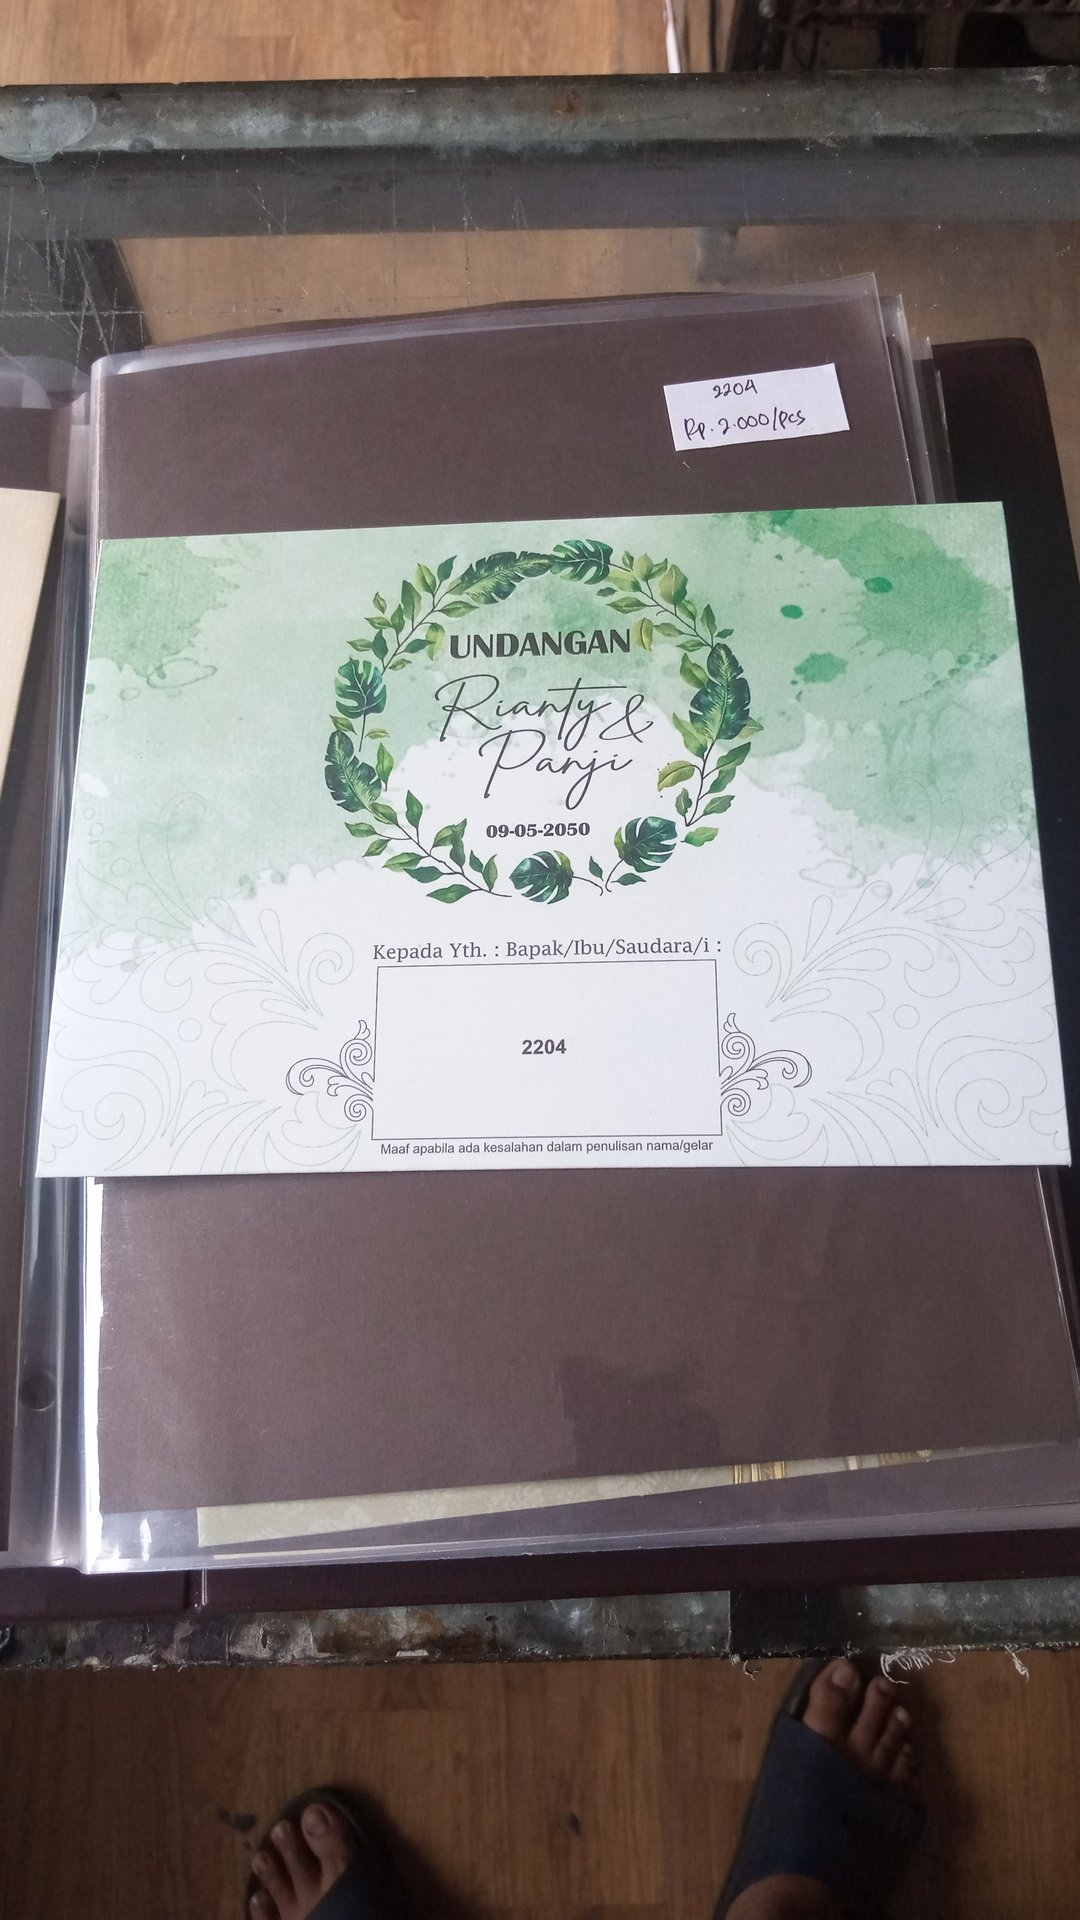 2204
Rp. 2.000/pcs
UNDANGAN
Rianty &
Panji
09-05-2050
Kepada Yth. : Bapak/Ibu/Saudara/i :
2204
Maaf apabila ada kesalahan dalam penulisan nama/gelar